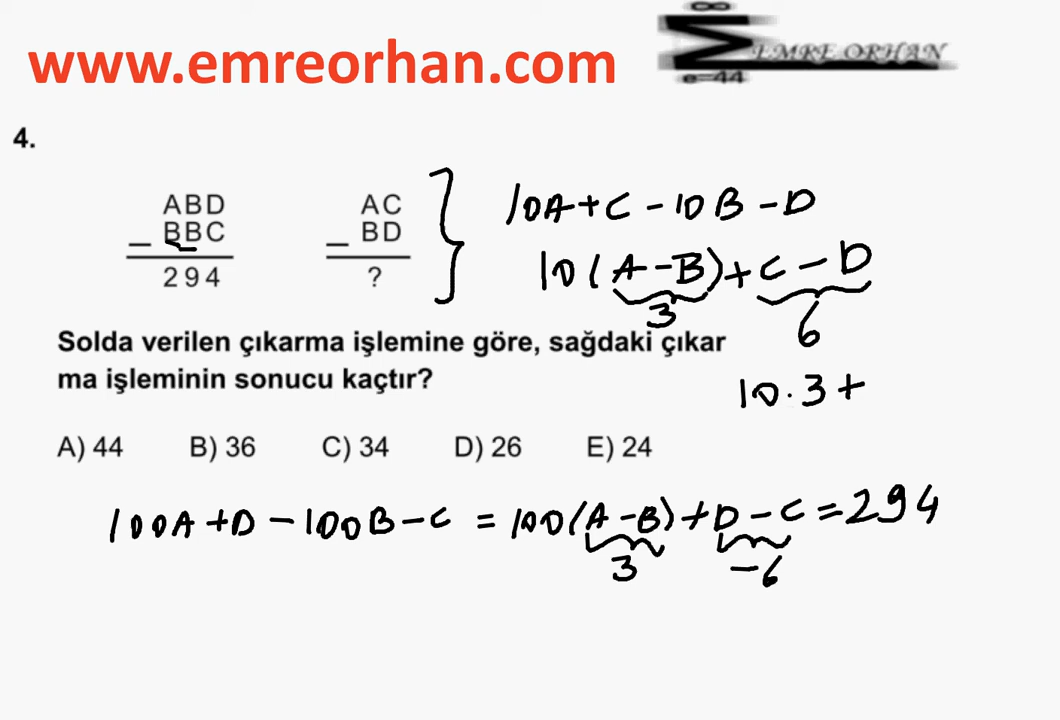 www.emreorhan.com
∞
EMRE ORHAN
e=44
4.
ABD
_ BBC
294
AC
_ BD
?
10A+C-10B-D
10(A-B)+C-D
3
6
Solda verilen çıkarma işlemine göre, sağdaki çıkar
ma işleminin sonucu kaçtır?
10.3+
A) 44 B) 36 C) 34 D) 26 E) 24
100A+D-100B-C=100(A-B)+D-C=294
3
-6